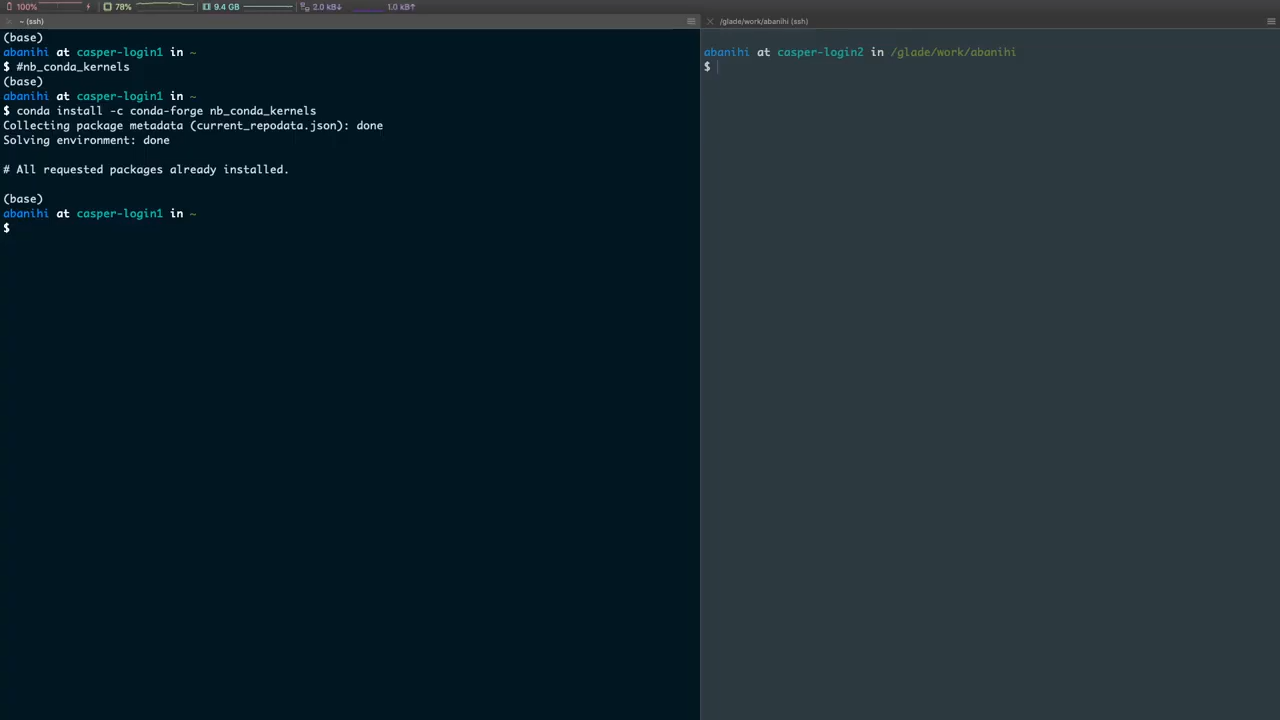 100% 78% 9.4 GB 2.0 kB↓ 1.0 kB↑
~ (ssh)
(base)
abanihi at casper-login1 in ~
$ #nb_conda_kernels
(base)
abanihi at casper-login1 in ~
$ conda install -c conda-forge nb_conda_kernels
Collecting package metadata (current_repodata.json): done
Solving environment: done
# All requested packages already installed.
(base)
abanihi at casper-login1 in ~
$
/glade/work/abanihi (ssh)
abanihi at casper-login2 in /glade/work/abanihi
$